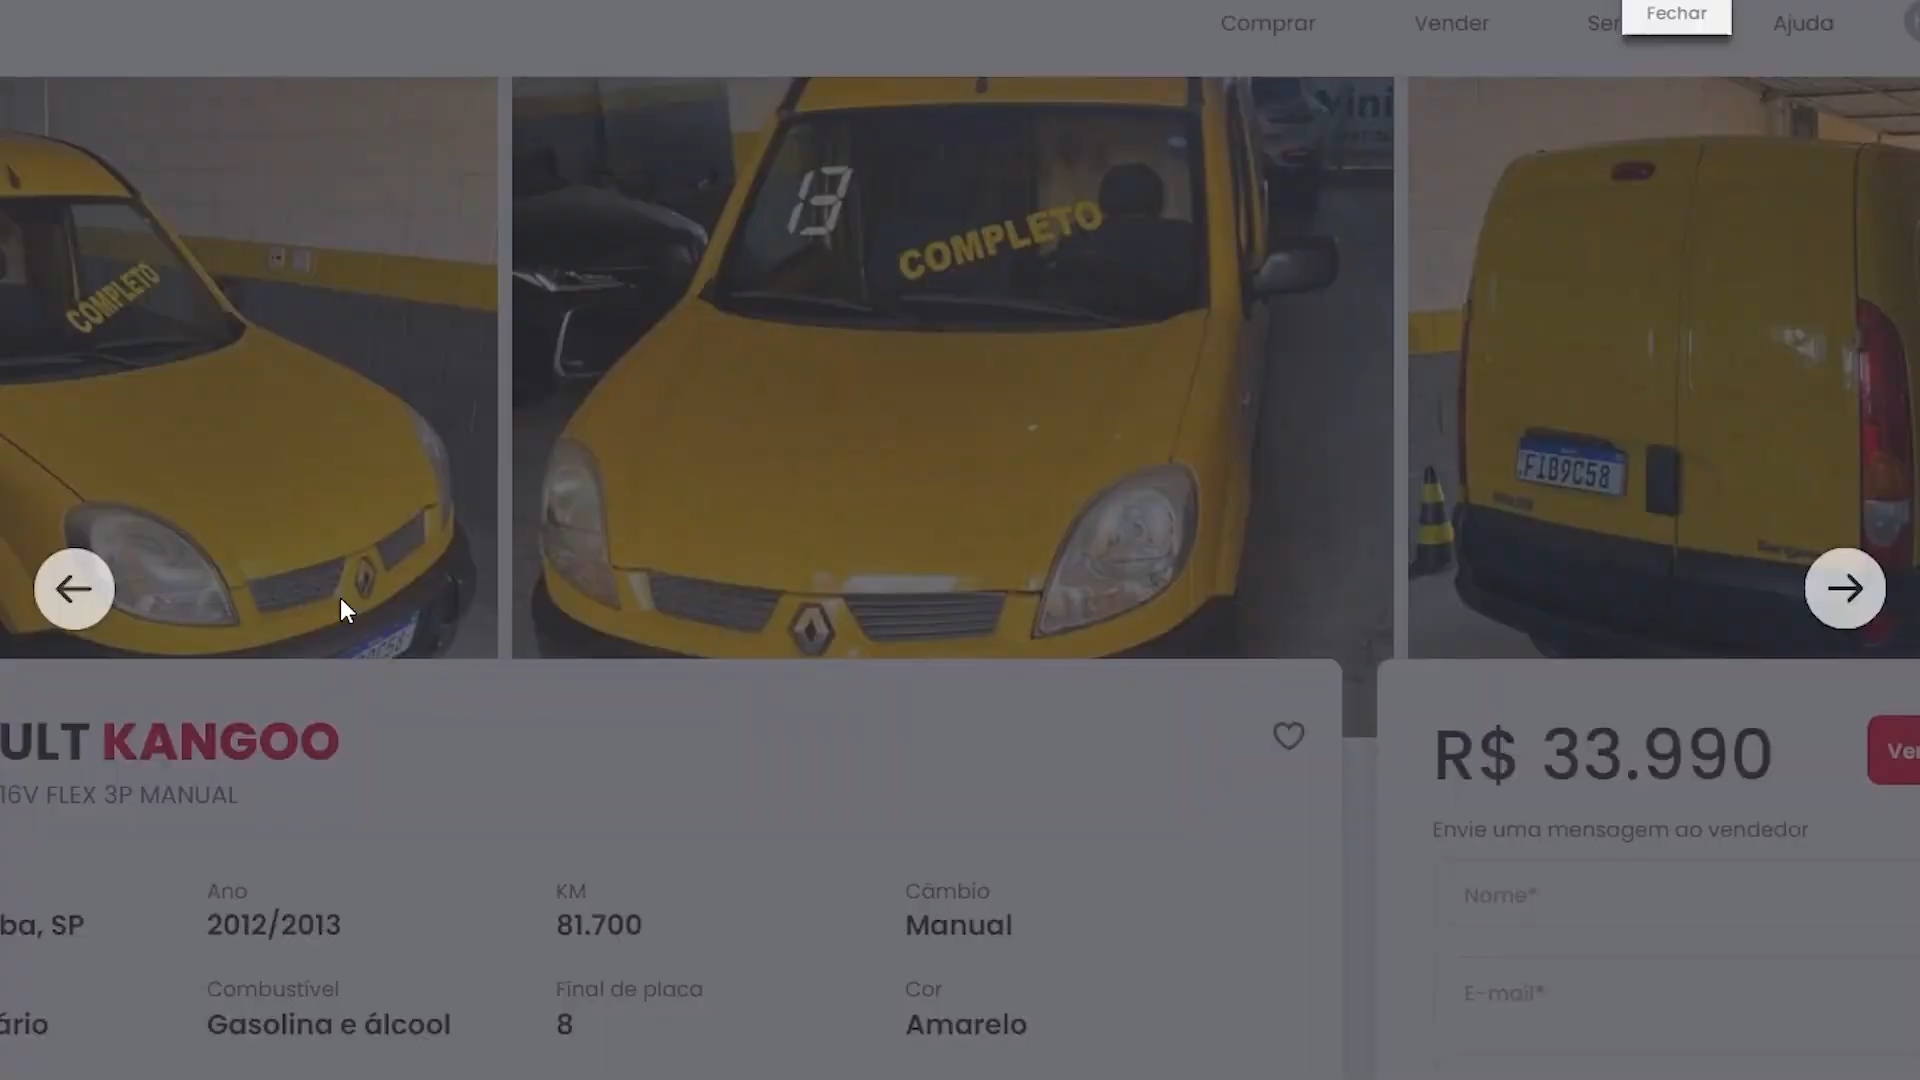 Comprar
Vender
Ser
Fechar
Ajuda
COMPLETO
13
COMPLETO
FIB9C58
ULT KANGOO
16V FLEX 3P MANUAL
R$ 33.990
Ver
Envie uma mensagem ao vendedor
Nome*
E-mail*
Ano
KM
Câmbio
ba, SP
2012/2013
81.700
Manual
Combustível
Final de placa
Cor
ário
Gasolina e álcool
8
Amarelo